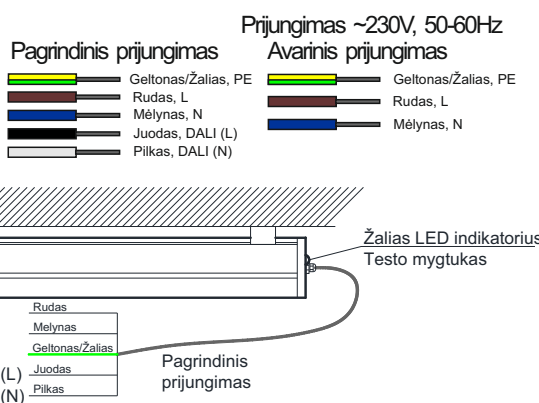 Prijungimas ~230V, 50-60Hz
Pagrindinis prijungimas
Geltonas/Žalias, PE
Rudas, L
Mėlynas, N
Juodas, DALI (L)
Pilkas, DALI (N)
Avarinis prijungimas
Geltonas/Žalias, PE
Rudas, L
Mėlynas, N
Žalias LED indikatorius
Testo mygtukas
Rudas
Melynas
Geltonas/Žalias
(L) Juodas
(N) Pilkas
Pagrindinis
prijungimas